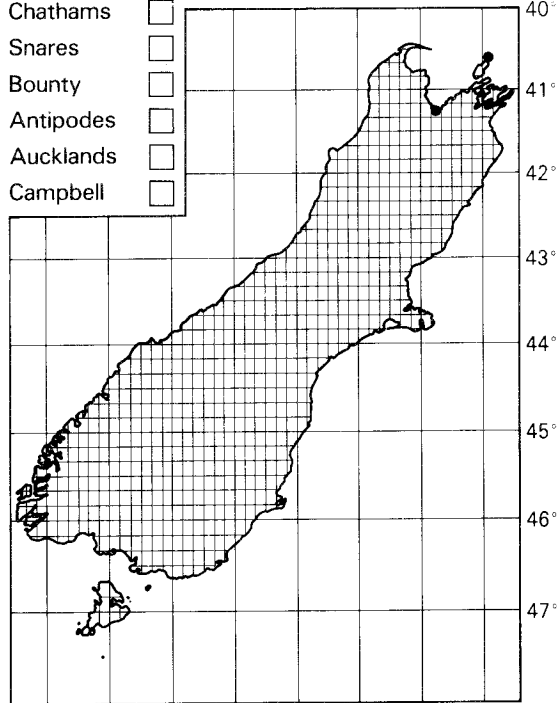 Chathams
Snares
Bounty
Antipodes
Aucklands
Campbell
40°
41°
42°
43°
44°
45°
46°
47°